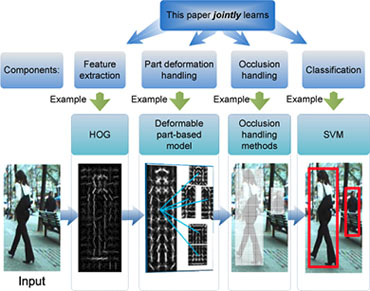 This paper jointly learns
Components:
Feature
extraction
Part deformation
handling
Occlusion
handling
Classification
Example
Example
Example
Example
HOG
Deformable
part-based
model
Occlusion
handling
methods
SVM
Input